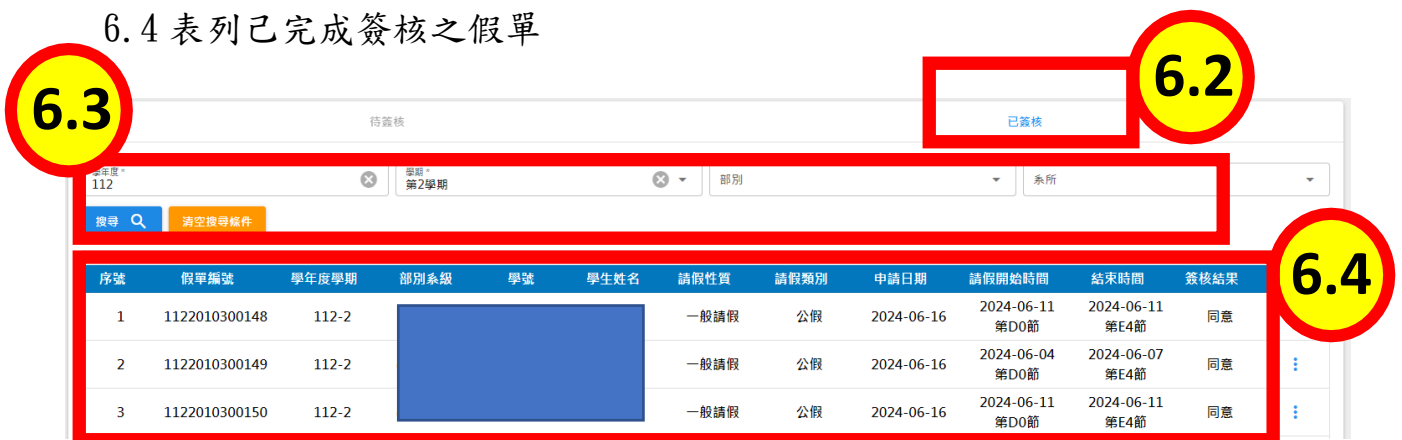 6.4 表列已完成簽核之假單
6.2
6.3
待簽核 已簽核
學年度 * 學期 *
112 第2學期 部別 系所
搜尋 清空搜尋條件
6.4
序號 假單編號 學年度學期 部別系級 學號 學生姓名 請假性質 請假類別 申請日期 請假開始時間 結束時間 簽核結果
1 1122010300148 112-2 一般請假 公假 2024-06-16 2024-06-11 第D0節 2024-06-11 第E4節 同意
2 1122010300149 112-2 一般請假 公假 2024-06-16 2024-06-04 第D0節 2024-06-07 第E4節 同意
3 1122010300150 112-2 一般請假 公假 2024-06-16 2024-06-11 第D0節 2024-06-11 第E4節 同意